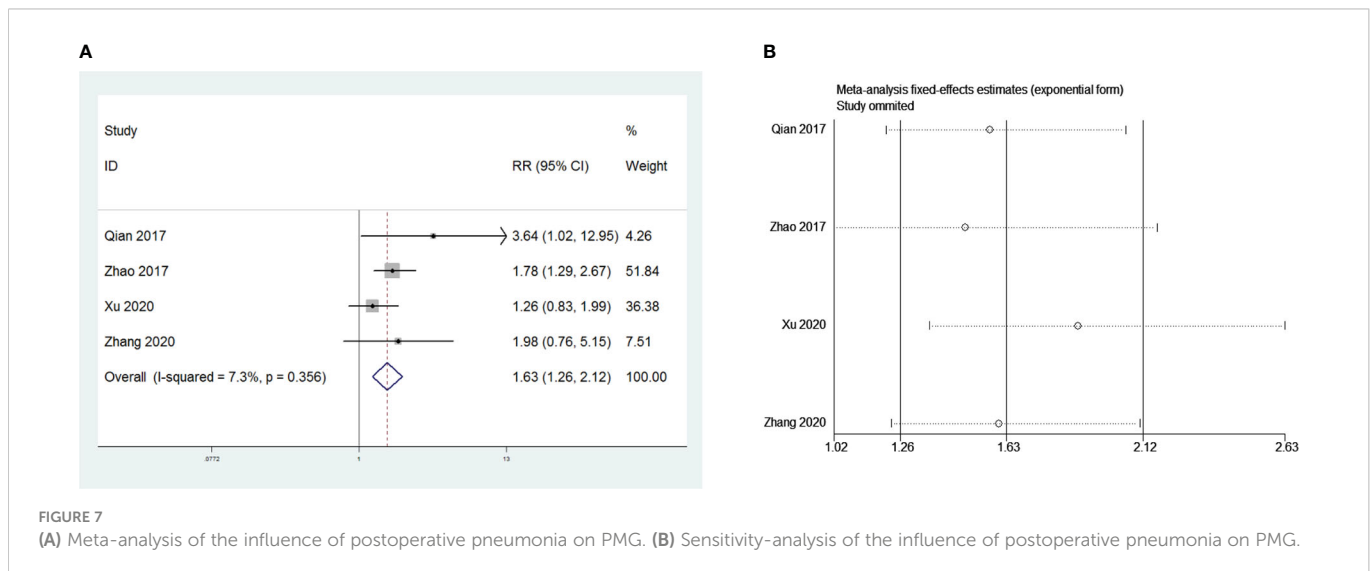 A
Study %
ID RR (95% CI) Weight
Qian 2017 3.64 (1.02, 12.95) 4.26
Zhao 2017 1.78 (1.29, 2.67) 51.84
Xu 2020 1.26 (0.83, 1.99) 36.38
Zhang 2020 1.98 (0.76, 5.15) 7.51
Overall (I-squared = 7.3%, p = 0.356) 1.63 (1.26, 2.12) 100.00
.0772 1 13
B
Meta-analysis fixed-effects estimates (exponential form)
Study ommited
Qian 2017
Zhao 2017
Xu 2020
Zhang 2020
1.02 1.26 1.63 2.12 2.63
FIGURE 7
(A) Meta-analysis of the influence of postoperative pneumonia on PMG. (B) Sensitivity-analysis of the influence of postoperative pneumonia on PMG.